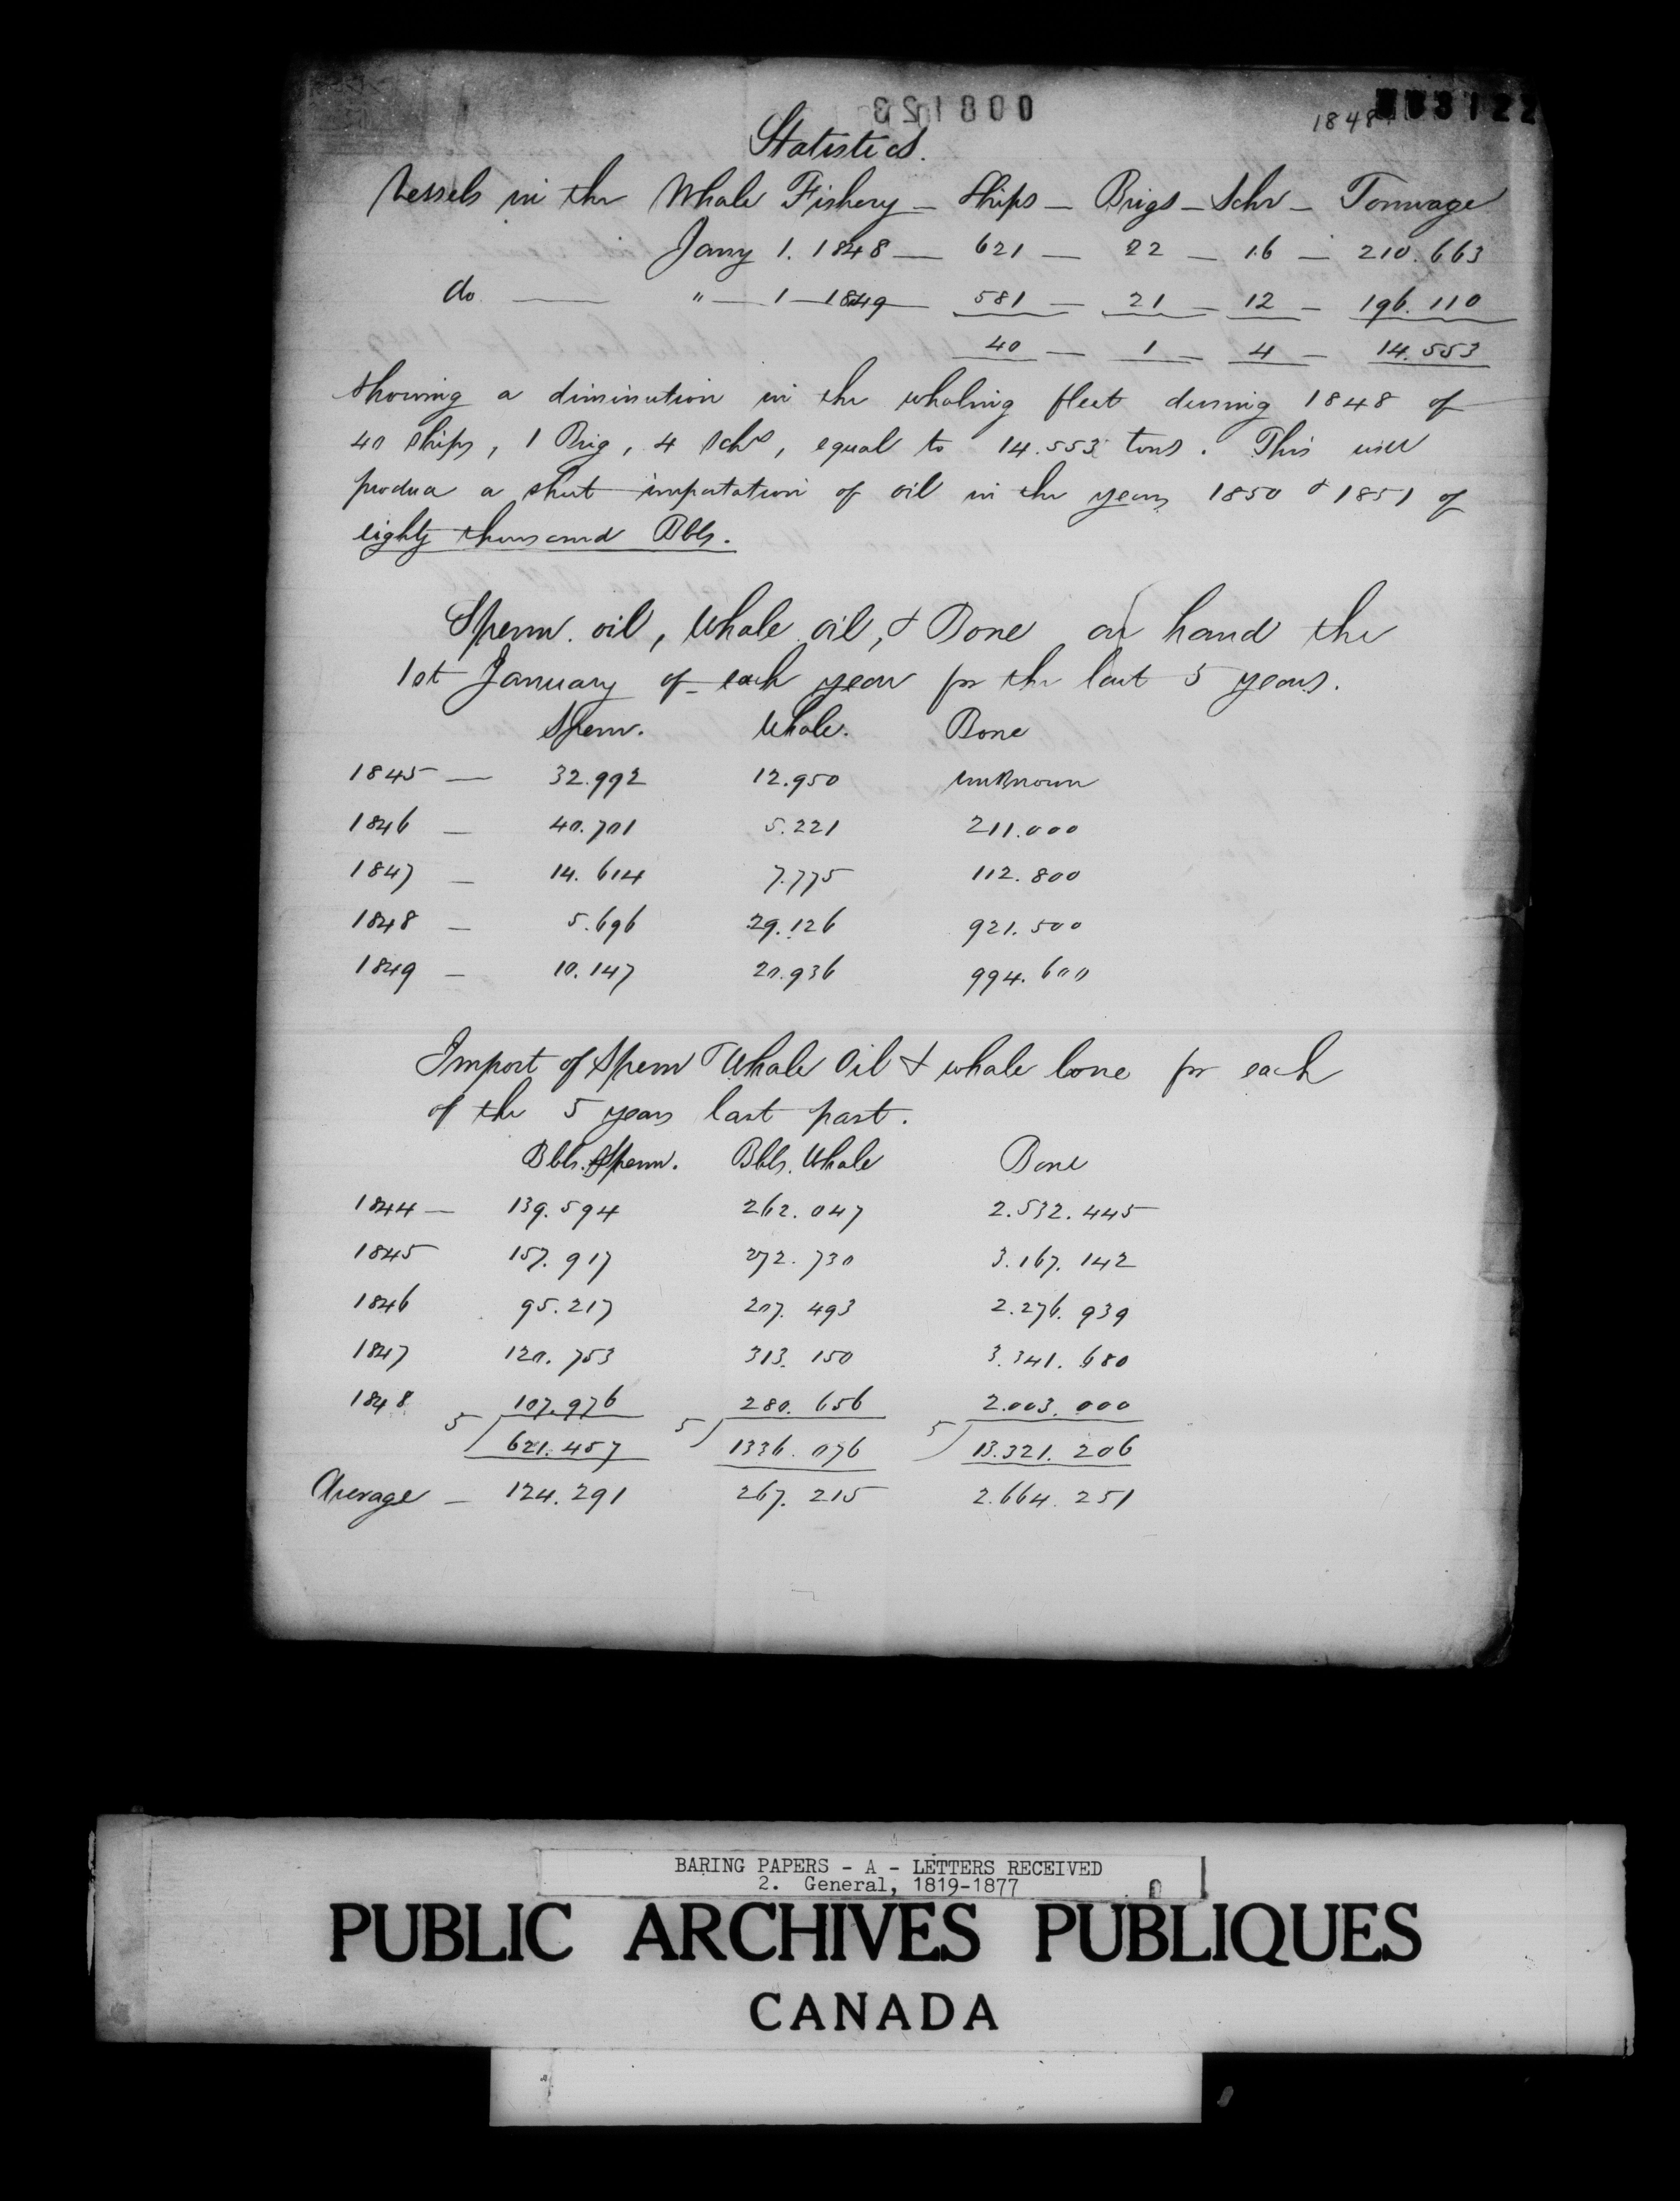 008123
1848
008122
Statistics.
Vessels in the Whale Fishery — Ships — Brigs — Schr — Tonnage
Jany 1. 1848 — 621 — 22 — 16 — 210.663
do. — " — 1 — 1849 — 581 — 21 — 12 — 196.110
40 — 1 — 4 — 14.553
Showing a diminution in the whaling fleet during 1848 of
40 Ships, 1 Brig, 4 Schs, equal to 14.553 tons. This will
produce a short importation of oil in the years 1850 & 1851 of
eighty thousand Bbls.
Sperm oil, Whale oil, & Bone on hand the
1st January of each year for the last 5 years.
Sperm. Whale. Bone
1845 — 32.992 12.950 unknown
1846 — 40.701 5.221 211.000
1847 — 14.614 7.775 112.800
1848 — 5.696 29.126 921.500
1849 — 10.147 20.936 994.600
Import of Sperm & Whale Oil & whale bone for each
of the 5 years last past.
Bbls. Sperm. Bbls. Whale Bone
1844 — 139.594 262.047 2.532.445
1845 157.917 272.730 3.167.142
1846 95.217 207.493 2.276.939
1847 120.753 313.150 3.341.680
1848 107.976 280.656 2.003.000
5/ 621.457 5/ 1336.076 5/ 13.321.206
Average — 124.291 267.215 2.664.251
BARING PAPERS - A - LETTERS RECEIVED
2. General, 1819-1877
PUBLIC ARCHIVES PUBLIQUES
CANADA